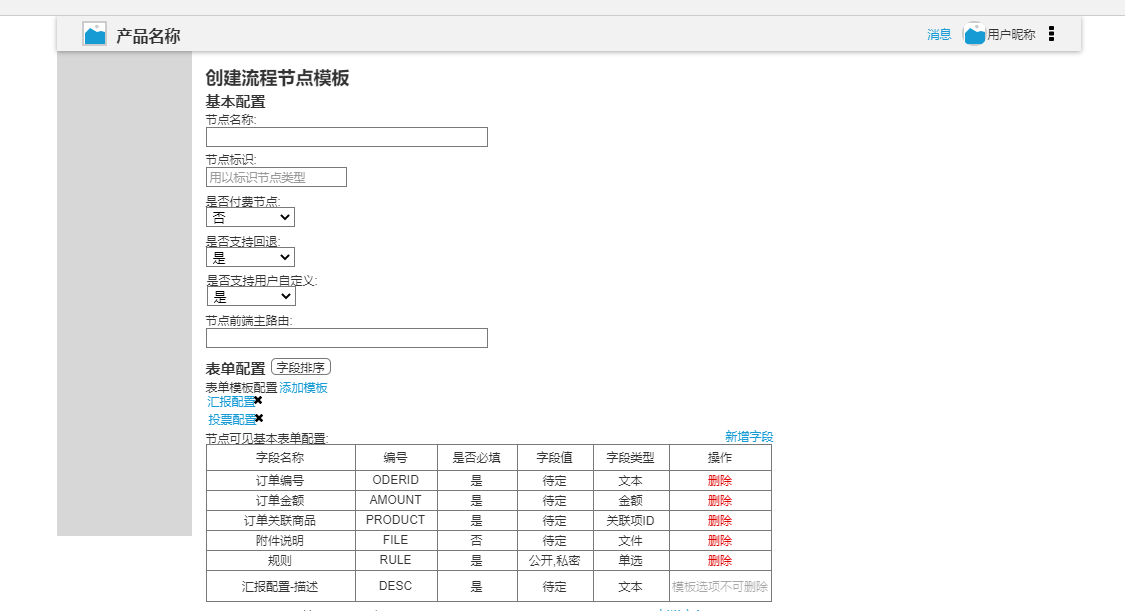 产品名称 消息 用户昵称
创建流程节点模板
基本配置
节点名称:
节点标识:
用以标识节点类型
是否付费节点:
否
是否支持回退:
是
是否支持用户自定义:
是
节点前端主路由:
表单配置 字段排序
表单模板配置 添加模板
汇报配置
投票配置
节点可见基本表单配置: 新增字段
字段名称 编号 是否必填 字段值 字段类型 操作
订单编号 ODERID 是 待定 文本 删除
订单金额 AMOUNT 是 待定 金额 删除
订单关联商品 PRODUCT 是 待定 关联项ID 删除
附件说明 FILE 否 待定 文件 删除
规则 RULE 是 公开,私密 单选 删除
汇报配置-描述 DESC 是 待定 文本 模板选项不可删除